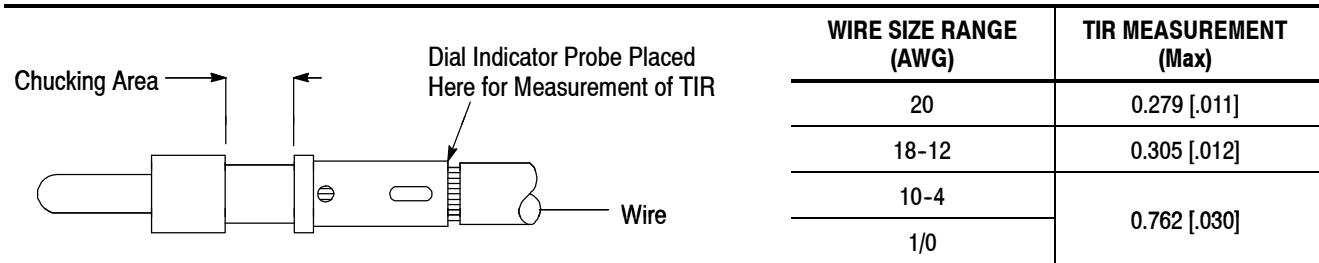 Chucking Area
Dial Indicator Probe Placed
Here for Measurement of TIR
Wire
WIRE SIZE RANGE
(AWG)
TIR MEASUREMENT
(Max)
20
0.279 [.011]
18-12
0.305 [.012]
10-4
0.762 [.030]
1/0